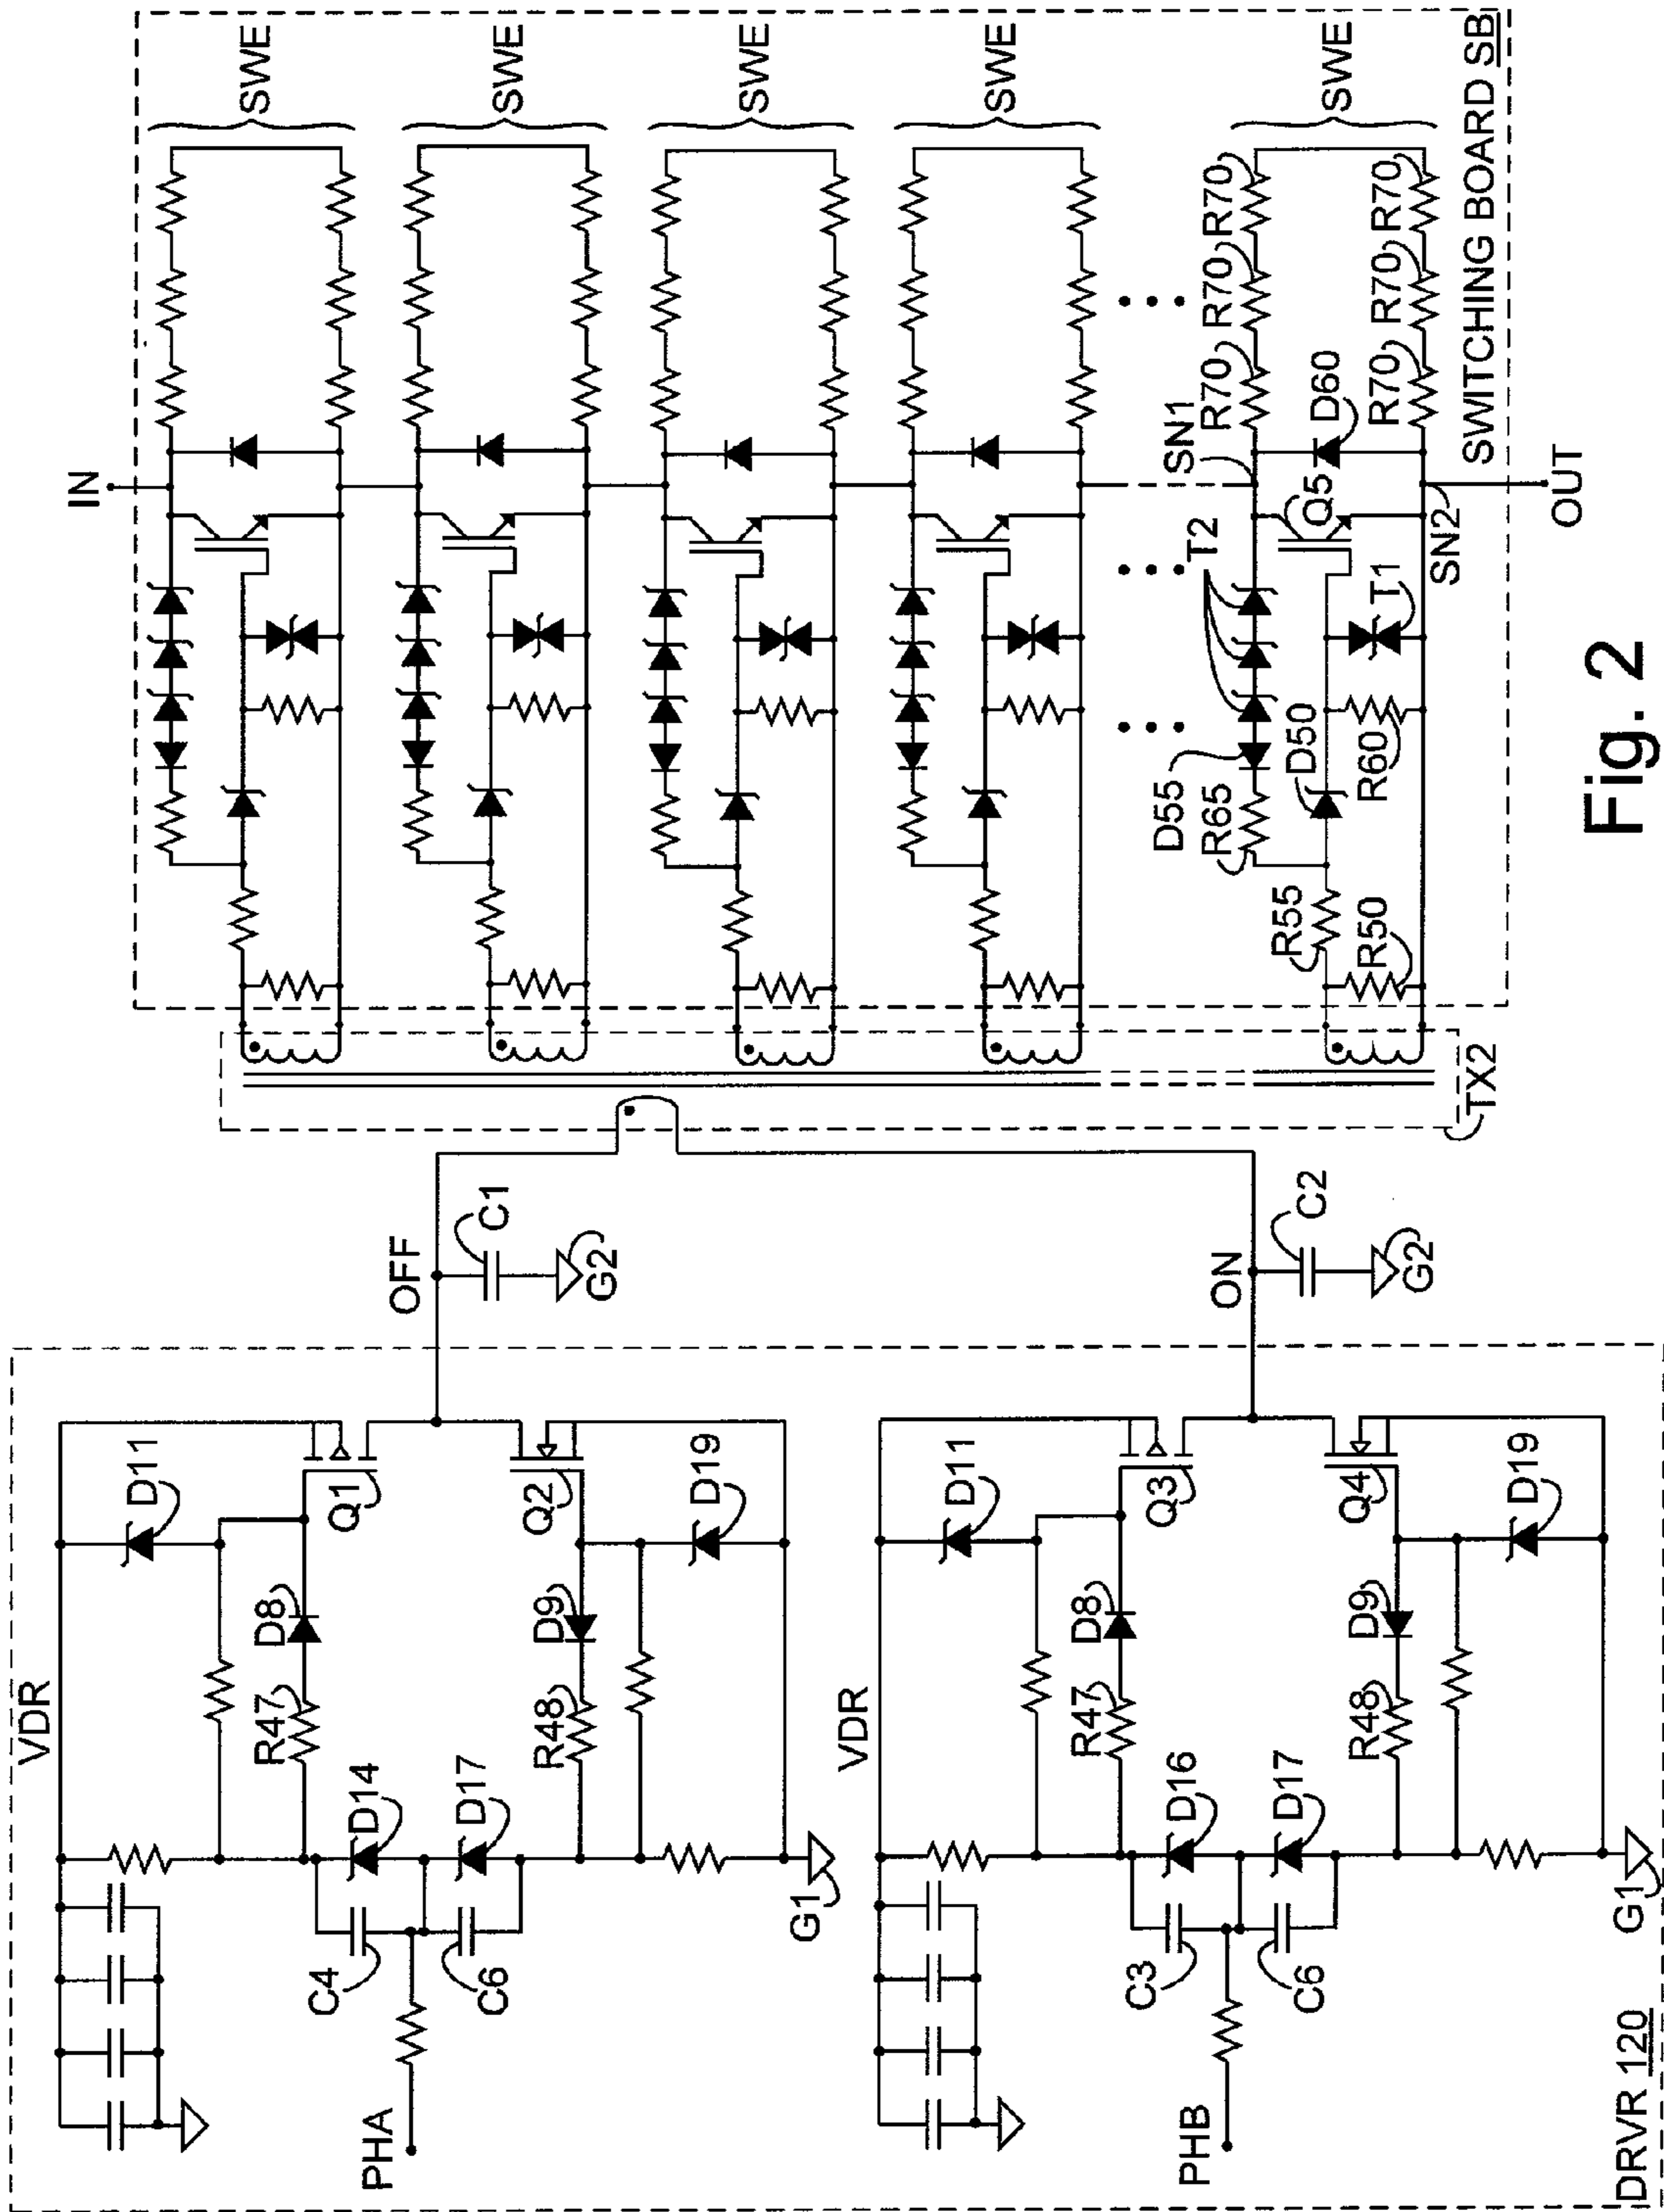 SWE
SWE
SWE
SWE
SWE
SWITCHING BOARD SB
IN
R70
R70
R70
R70
R70
R70
SN1
D60
Q5
T2
T1
SN2
OUT
D55
D50
R65
R60
R55
R50
TX2
OFF
C1
G2
ON
C2
G2
VDR
D11
Q1
D8
R47
D14
D17
D9
R48
Q2
D19
C4
C6
PHA
G1
VDR
D11
Q3
D8
R47
D16
D17
D9
R48
Q4
D19
C3
C6
PHB
G1
DRVR 120
Fig. 2